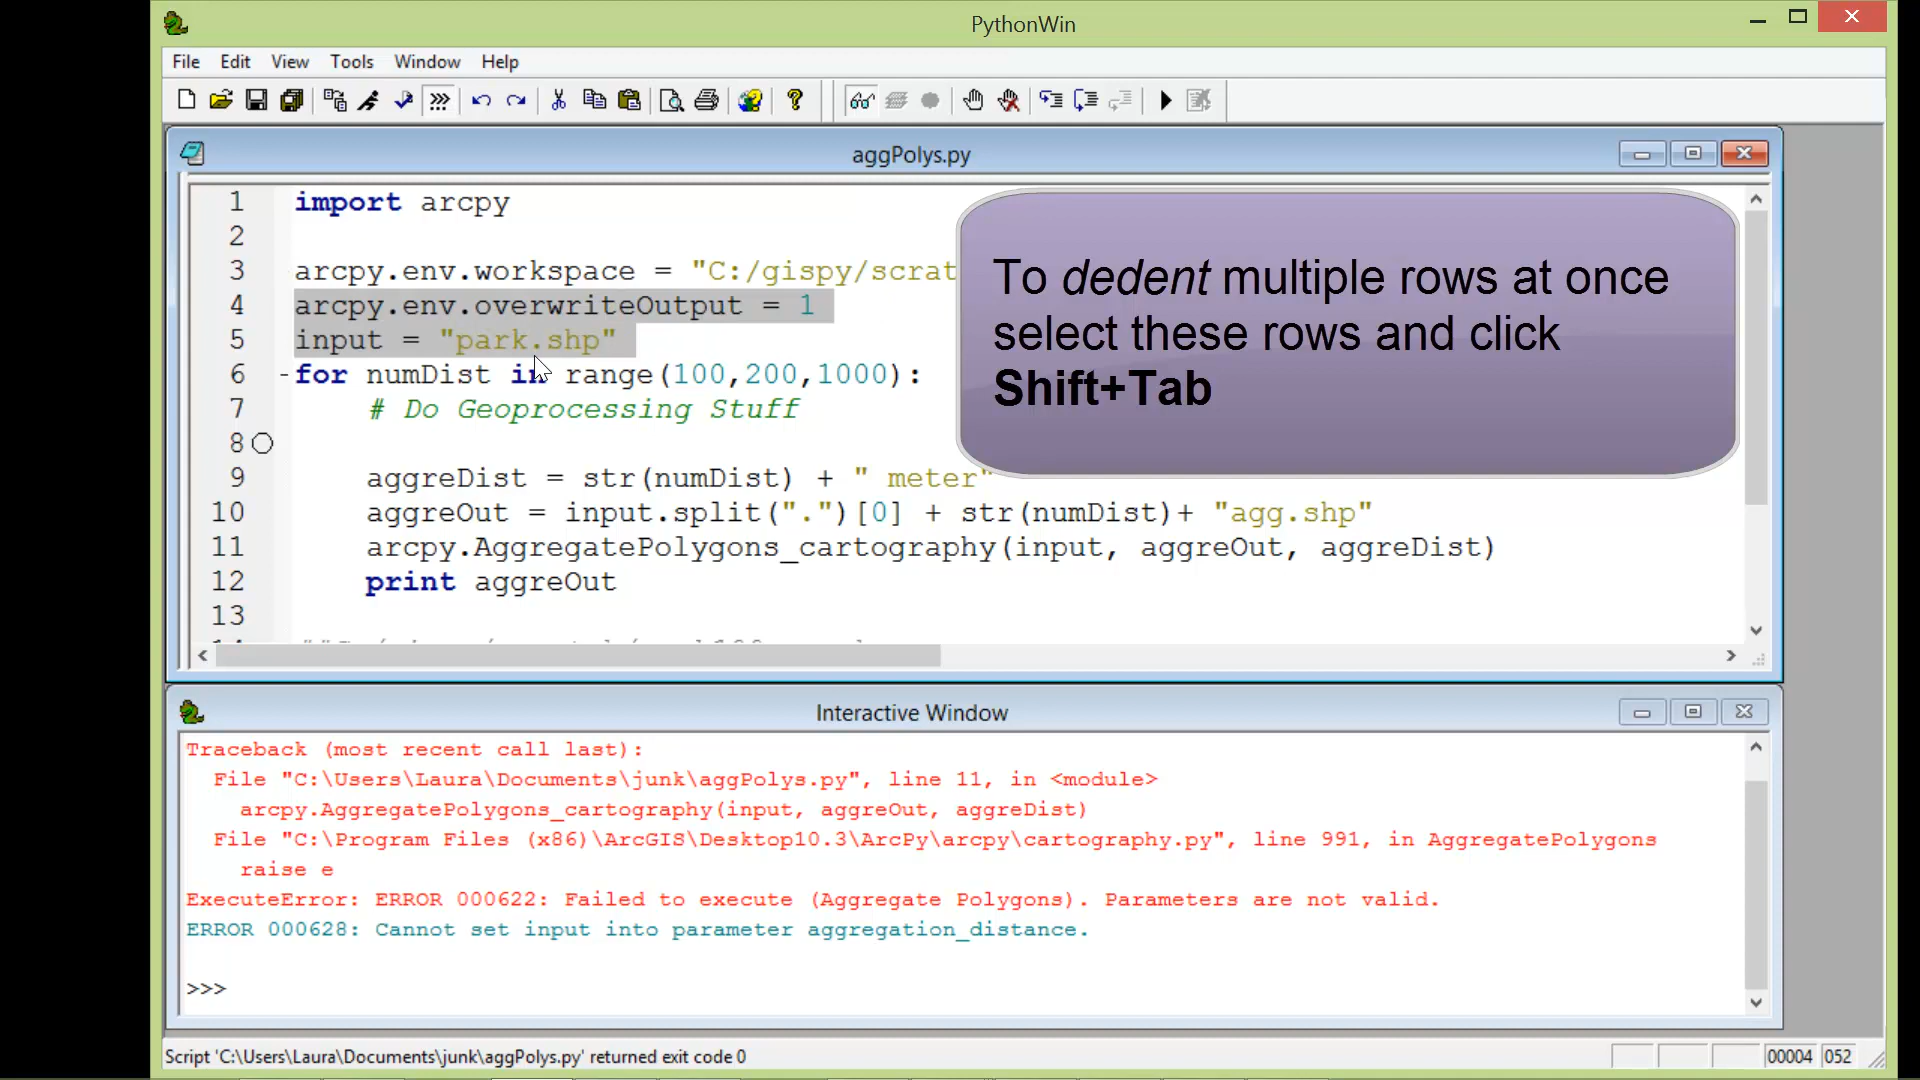 PythonWin
File Edit View Tools Window Help
aggPolys.py
1 import arcpy
2
3 arcpy.env.workspace = "C:/gispy/scrat
4 arcpy.env.overwriteOutput = 1
5 input = "park.shp"
6 -for numDist in range(100,200,1000):
7 # Do Geoprocessing Stuff
8
9 aggreDist = str(numDist) + " meter"
10 aggreOut = input.split(".")[0] + str(numDist)+ "agg.shp"
11 arcpy.AggregatePolygons_cartography(input, aggreOut, aggreDist)
12 print aggreOut
13
To dedent multiple rows at once
select these rows and click
Shift+Tab
Interactive Window
Traceback (most recent call last):
File "C:\Users\Laura\Documents\junk\aggPolys.py", line 11, in <module>
arcpy.AggregatePolygons_cartography(input, aggreOut, aggreDist)
File "C:\Program Files (x86)\ArcGIS\Desktop10.3\ArcPy\arcpy\cartography.py", line 991, in AggregatePolygons
raise e
ExecuteError: ERROR 000622: Failed to execute (Aggregate Polygons). Parameters are not valid.
ERROR 000628: Cannot set input into parameter aggregation_distance.
>>>
Script 'C:\Users\Laura\Documents\junk\aggPolys.py' returned exit code 0
00004 052